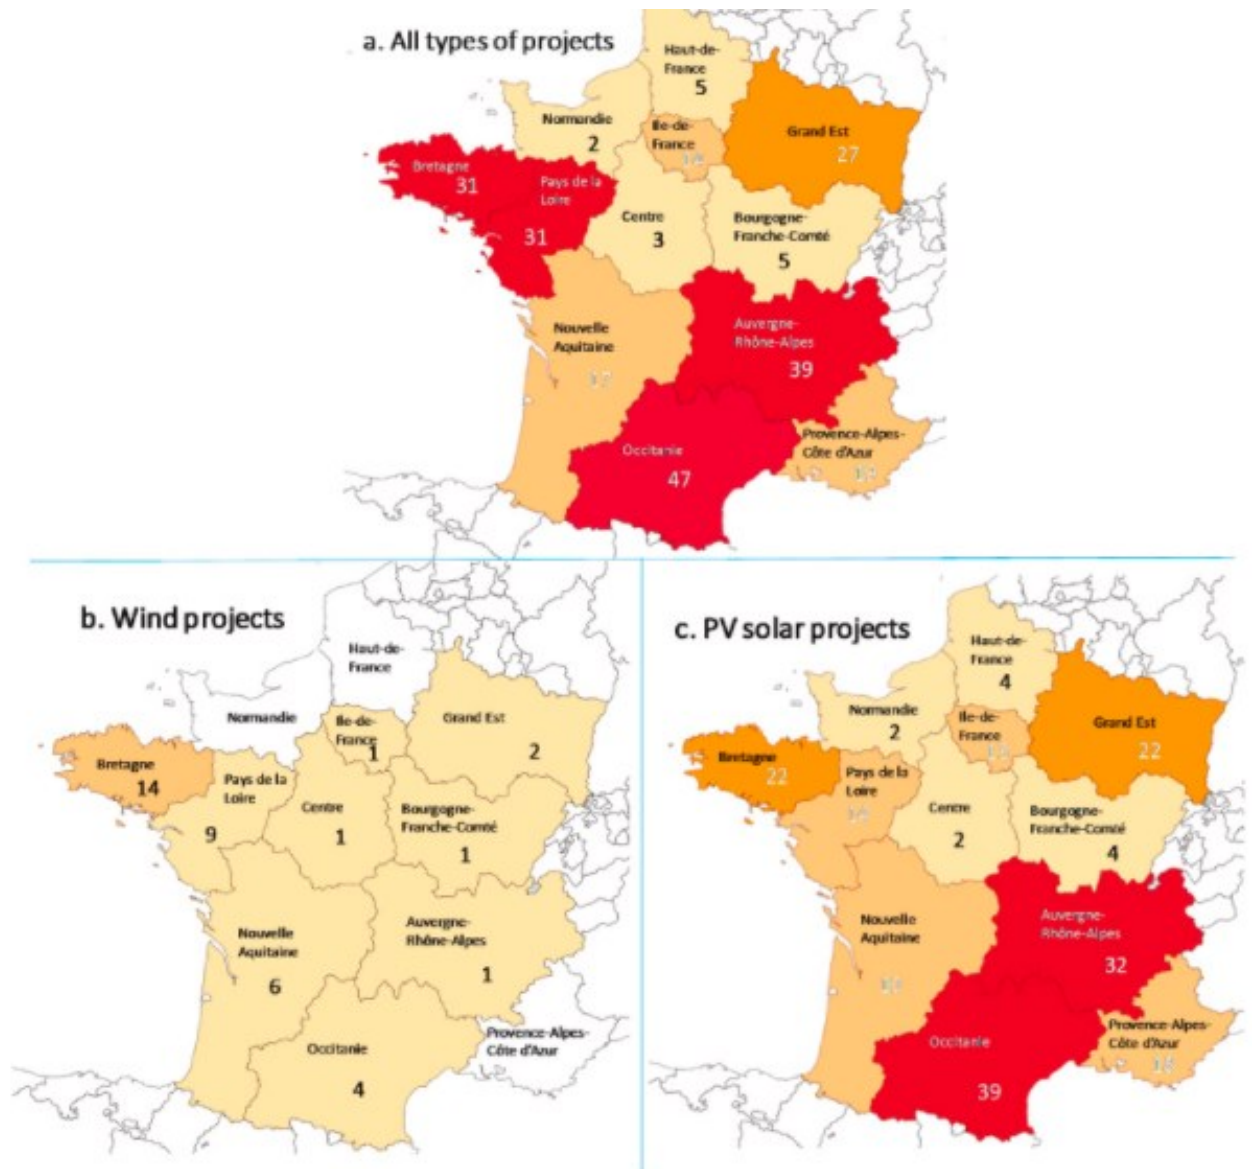 a. All types of projects
Haut-de-
France
5
Normandie
2
Ile-de-
France
Grand Est
27
Bretagne
31
Pays de la
Loire
31
Centre
3
Bourgogne-
Franche-Comté
5
Nouvelle
Aquitaine
17
Auvergne-
Rhône-Alpes
39
Occitanie
47
Provence-Alpes-
Côte d'Azur
b. Wind projects
Haut-de-
France
Normandie
Ile-de-
France
1
Grand Est
2
Bretagne
14
Pays de la
Loire
9
Centre
1
Bourgogne-
Franche-Comté
1
Nouvelle
Aquitaine
6
Auvergne-
Rhône-Alpes
1
Occitanie
4
Provence-Alpes-
Côte d'Azur
c. PV solar projects
Haut-de-
France
4
Normandie
2
Ile-de-
France
Grand Est
22
Bretagne
22
Pays de la
Loire
Centre
2
Bourgogne-
Franche-Comté
4
Nouvelle
Aquitaine
Auvergne-
Rhône-Alpes
32
Occitanie
39
Provence-Alpes-
Côte d'Azur